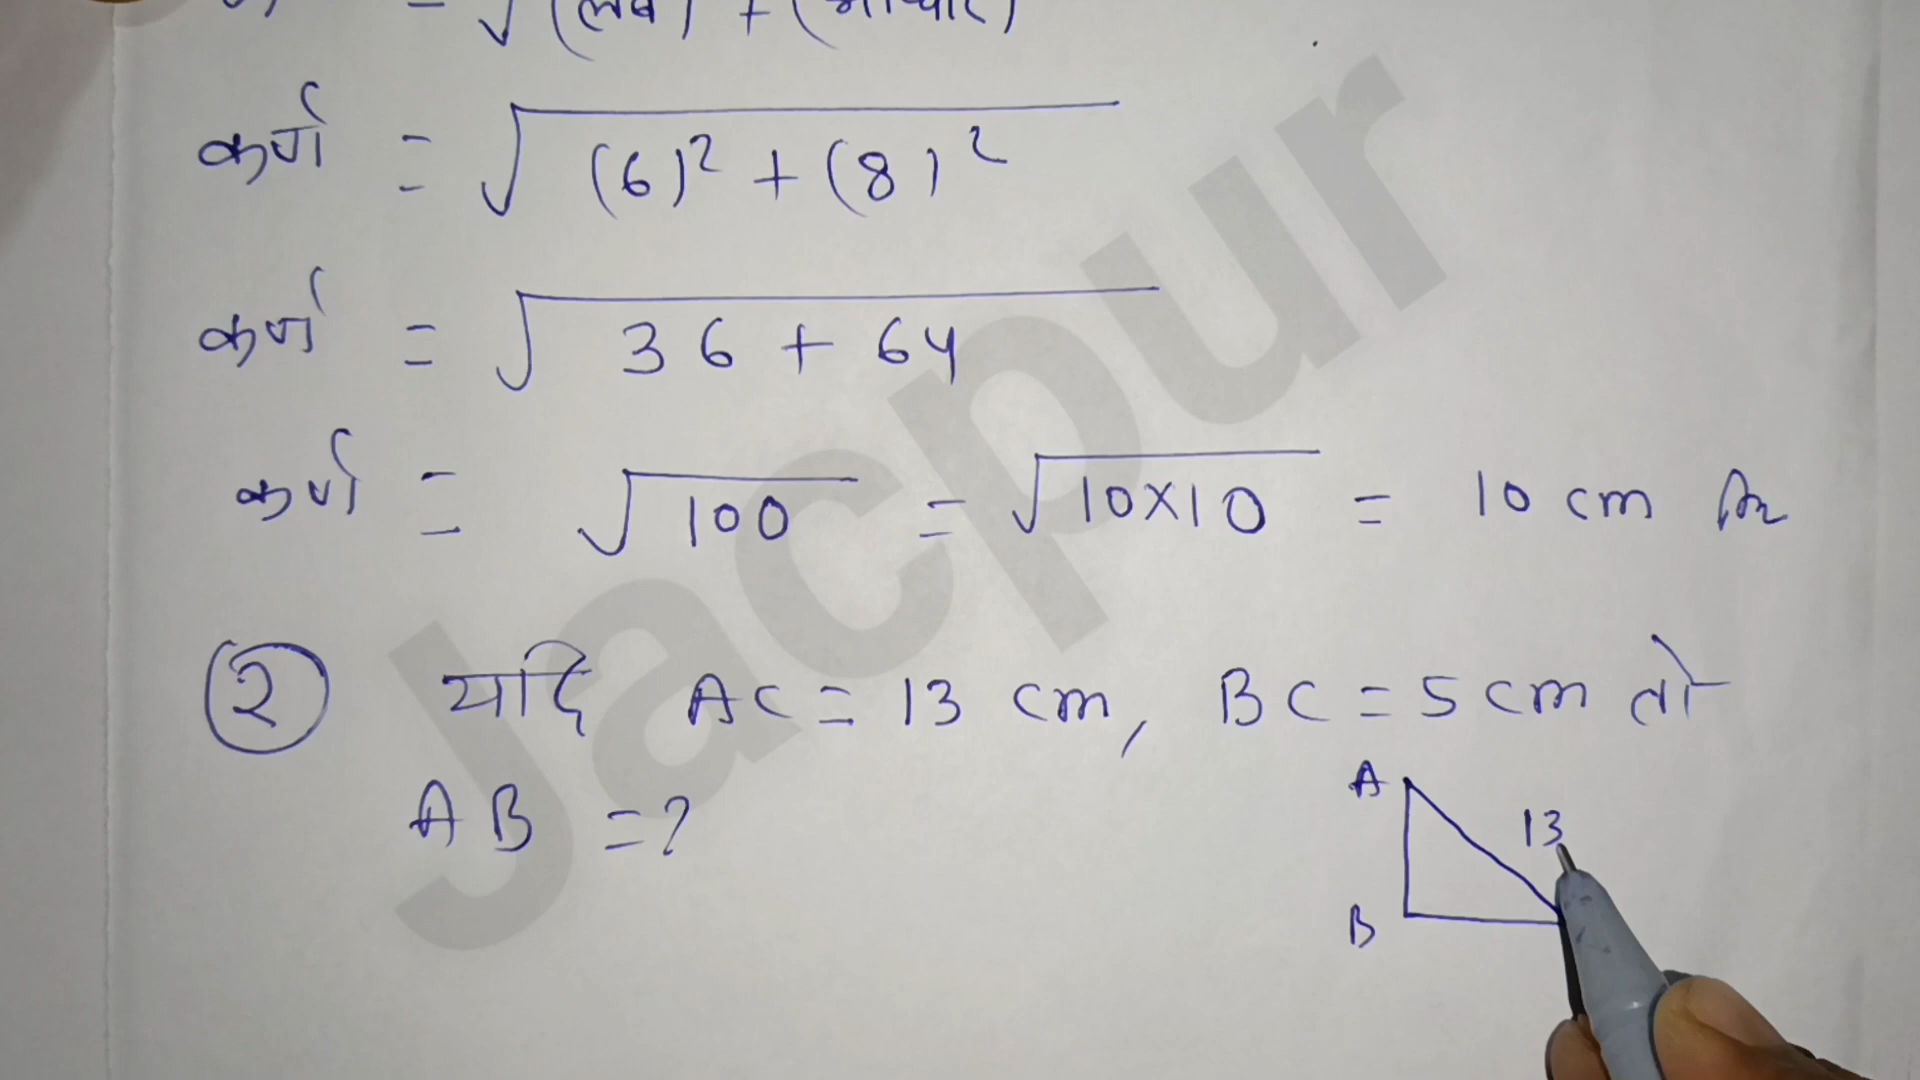 = √(लंब) + (आधार)
कर्ण = √(6)² + (8)²
कर्ण = √36 + 64
कर्ण = √100 = √10×10 = 10 cm
② यदि AC = 13 cm, BC = 5 cm तो
AB = ?
A
13
B
Jacpur